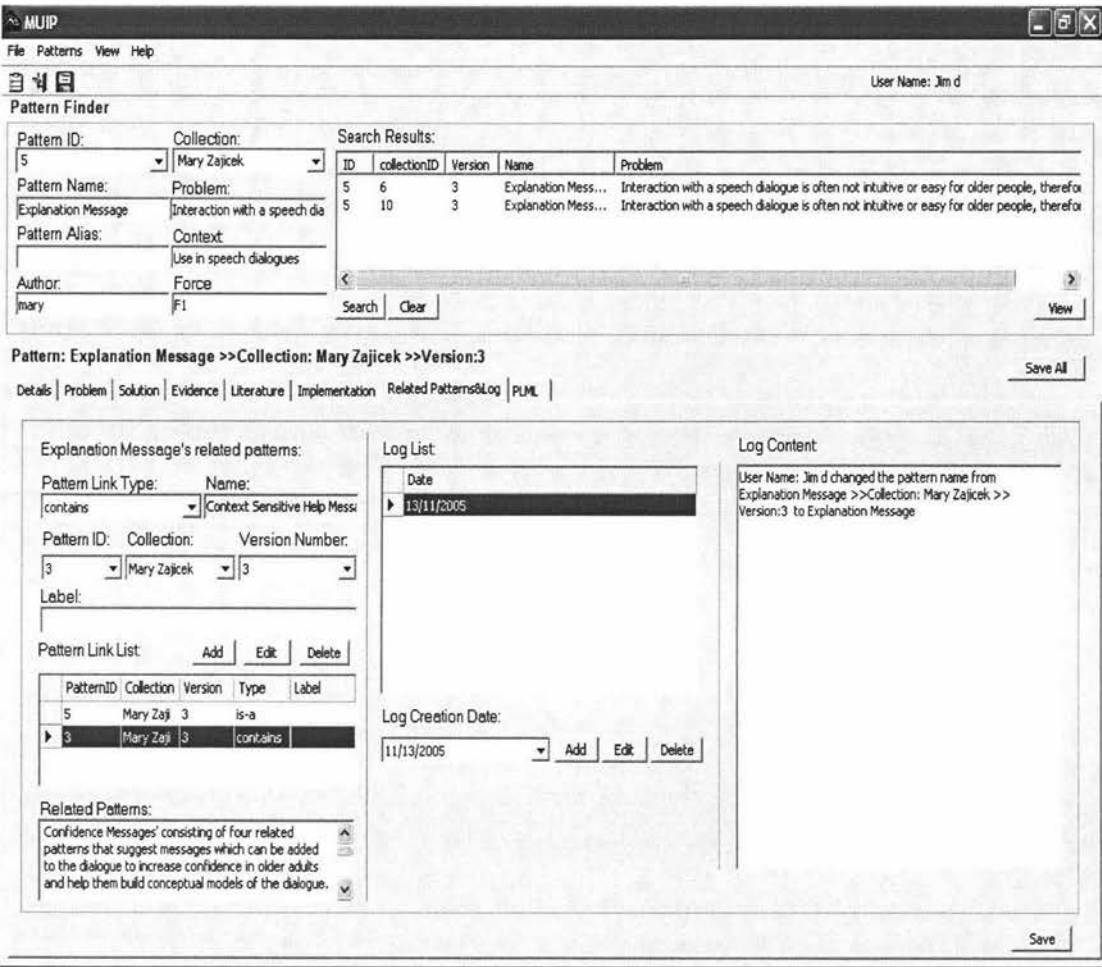 MUIP
File Patterns View Help
User Name: Jim d
Pattern Finder
Pattern ID:
5
Collection:
Mary Zajicek
Pattern Name:
Explanation Message
Problem:
Interaction with a speech dia
Pattern Alias:
Context
Use in speech dialogues
Author:
mary
Force
F1
Search Results:
ID collectionID Version Name Problem
5 6 3 Explanation Mess... Interaction with a speech dialogue is often not intuitive or easy for older people, therefor
5 10 3 Explanation Mess... Interaction with a speech dialogue is often not intuitive or easy for older people, therefor
Search Clear
View
Pattern: Explanation Message >>Collection: Mary Zajicek >>Version:3
Save All
Details Problem Solution Evidence Literature Implementation Related Patterns&Log PLML
Explanation Message's related patterns:
Pattern Link Type:
contains
Name:
Context Sensitive Help Messa
Pattern ID: Collection: Version Number:
3 Mary Zajicek 3
Label:
Pattern Link List: Add Edit Delete
PatternID Collection Version Type Label
5 Mary Zaji 3 is-a
3 Mary Zaji 3 contains
Related Patterns:
Confidence Messages' consisting of four related
patterns that suggest messages which can be added
to the dialogue to increase confidence in older adults
and help them build conceptual models of the dialogue.
Log List:
Date
13/11/2005
Log Creation Date:
11/13/2005 Add Edit Delete
Log Content
User Name: Jim d changed the pattern name from
Explanation Message >>Collection: Mary Zajicek >>
Version:3 to Explanation Message
Save